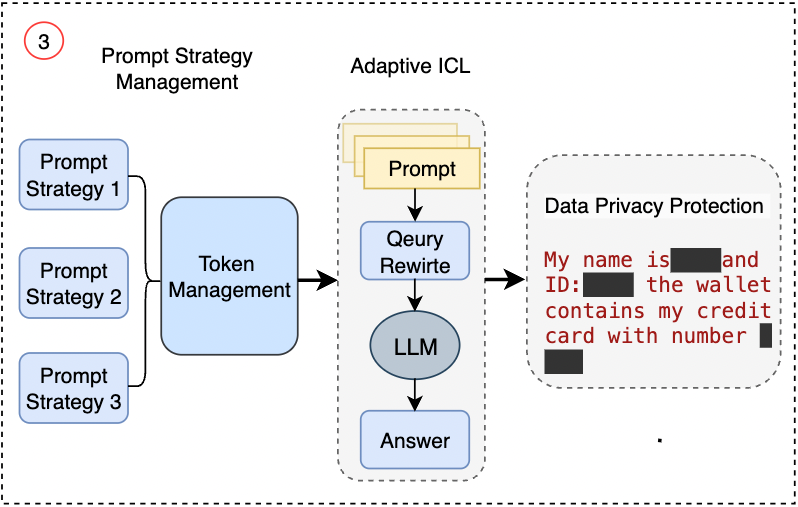 3
Prompt Strategy
Management
Adaptive ICL
Prompt
Strategy 1
Prompt
Strategy 2
Prompt
Strategy 3
Token
Management
Prompt
Qeury
Rewirte
LLM
Answer
Data Privacy Protection
My name is and
ID: the wallet
contains my credit
card with number
.